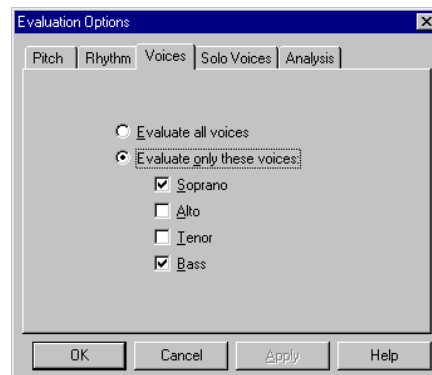 Evaluation Options
Pitch Rhythm Voices Solo Voices Analysis
Evaluate all voices
Evaluate only these voices:
Soprano
Alto
Tenor
Bass
OK Cancel Apply Help